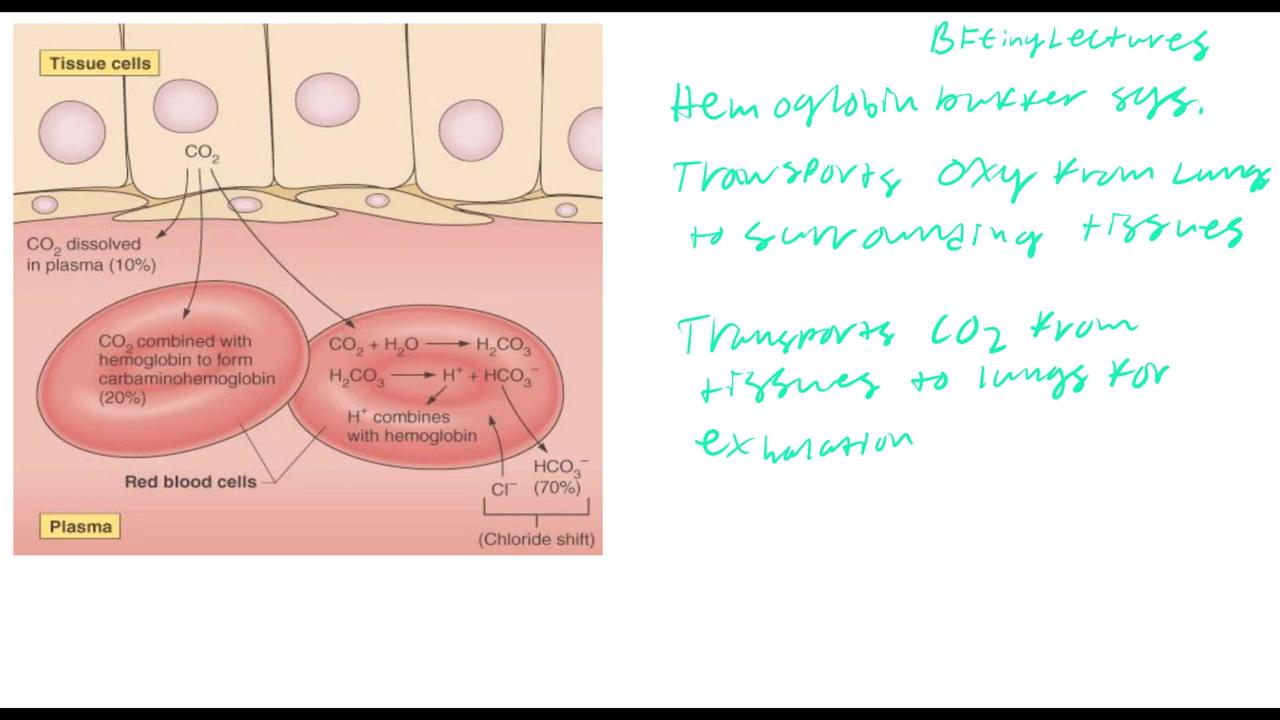 Tissue cells
CO₂
CO₂ dissolved
in plasma (10%)
CO₂ combined with
hemoglobin to form
carbaminohemoglobin
(20%)
CO₂ + H₂O → H₂CO₃
H₂CO₃ → H⁺ + HCO₃⁻
H⁺ combines
with hemoglobin
Red blood cells
HCO₃⁻
Cl⁻ (70%)
Plasma
(Chloride shift)
BFtinyLectures
Hemoglobin buffer sys.
Transports Oxy from Lungs
to surrounding tissues
Transports CO₂ from
tissues to lungs for
exhalation